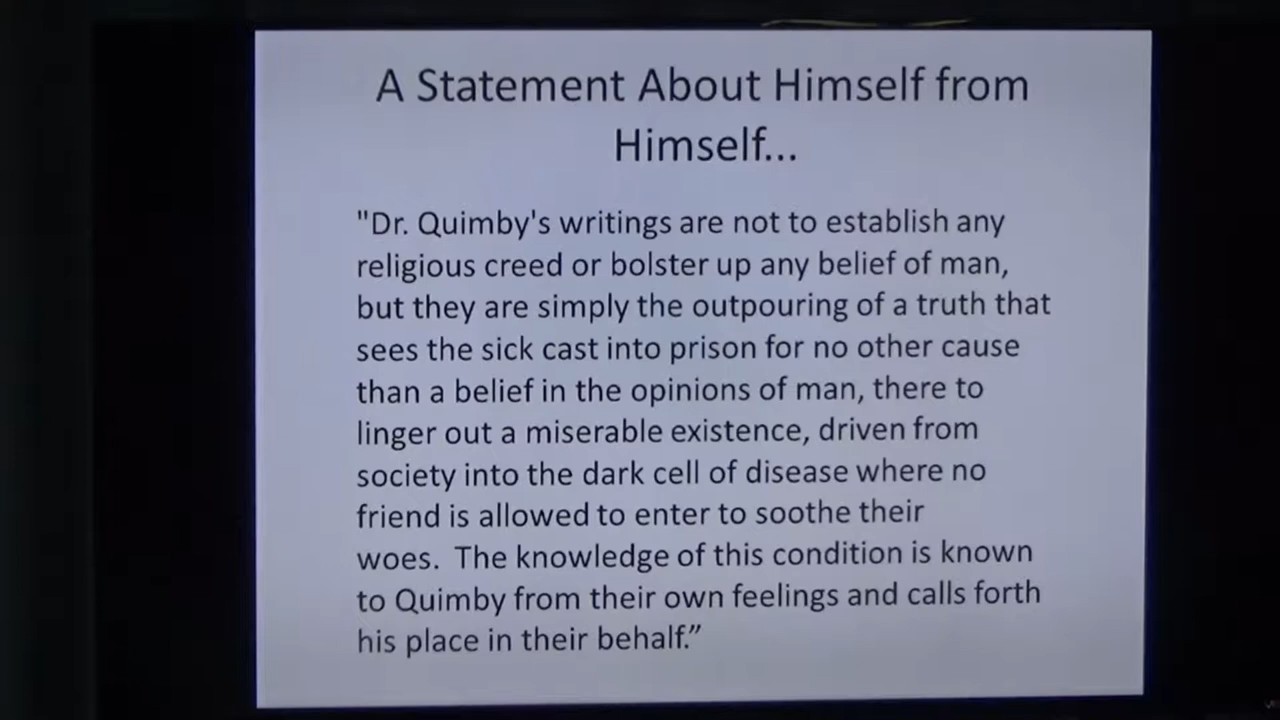 A Statement About Himself from
Himself...
"Dr. Quimby's writings are not to establish any
religious creed or bolster up any belief of man,
but they are simply the outpouring of a truth that
sees the sick cast into prison for no other cause
than a belief in the opinions of man, there to
linger out a miserable existence, driven from
society into the dark cell of disease where no
friend is allowed to enter to soothe their
woes.  The knowledge of this condition is known
to Quimby from their own feelings and calls forth
his place in their behalf.”